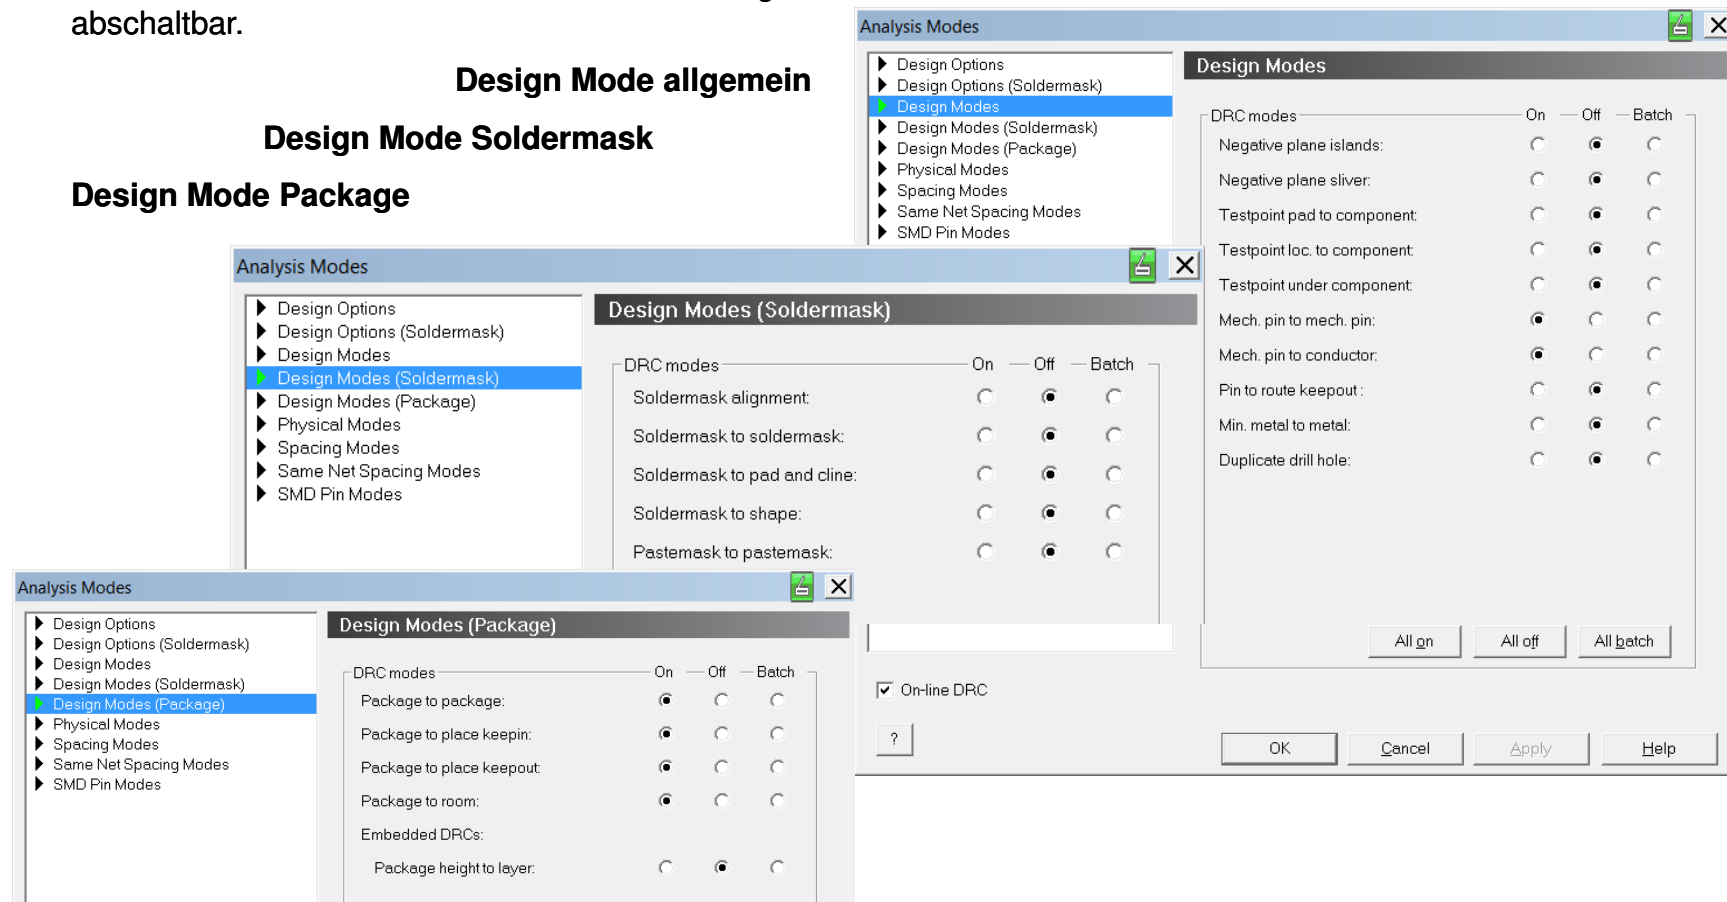 abschaltbar.
Design Mode allgemein
Design Mode Soldermask
Design Mode Package
Analysis Modes
Design Options
Design Options (Soldermask)
Design Modes
Design Modes (Soldermask)
Design Modes (Package)
Physical Modes
Spacing Modes
Same Net Spacing Modes
SMD Pin Modes
Design Modes
DRC modes On Off Batch
Negative plane islands:
Negative plane sliver:
Testpoint pad to component:
Testpoint loc. to component:
Testpoint under component:
Mech. pin to mech. pin:
Mech. pin to conductor:
Pin to route keepout :
Min. metal to metal:
Duplicate drill hole:
All on All off All batch
On-line DRC
? OK Cancel Apply Help
Analysis Modes
Design Options
Design Options (Soldermask)
Design Modes
Design Modes (Soldermask)
Design Modes (Package)
Physical Modes
Spacing Modes
Same Net Spacing Modes
SMD Pin Modes
Design Modes (Soldermask)
DRC modes On Off Batch
Soldermask alignment:
Soldermask to soldermask:
Soldermask to pad and cline:
Soldermask to shape:
Pastemask to pastemask:
Analysis Modes
Design Options
Design Options (Soldermask)
Design Modes
Design Modes (Soldermask)
Design Modes (Package)
Physical Modes
Spacing Modes
Same Net Spacing Modes
SMD Pin Modes
Design Modes (Package)
DRC modes On Off Batch
Package to package:
Package to place keepin:
Package to place keepout:
Package to room:
Embedded DRCs:
Package height to layer: